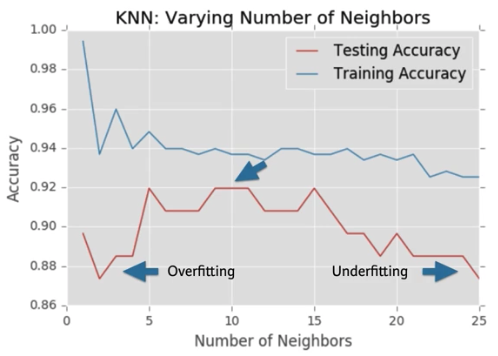 KNN: Varying Number of Neighbors
Testing Accuracy
Training Accuracy
Accuracy
1.00
0.98
0.96
0.94
0.92
0.90
0.88
0.86
Overfitting
Underfitting
0 5 10 15 20 25
Number of Neighbors